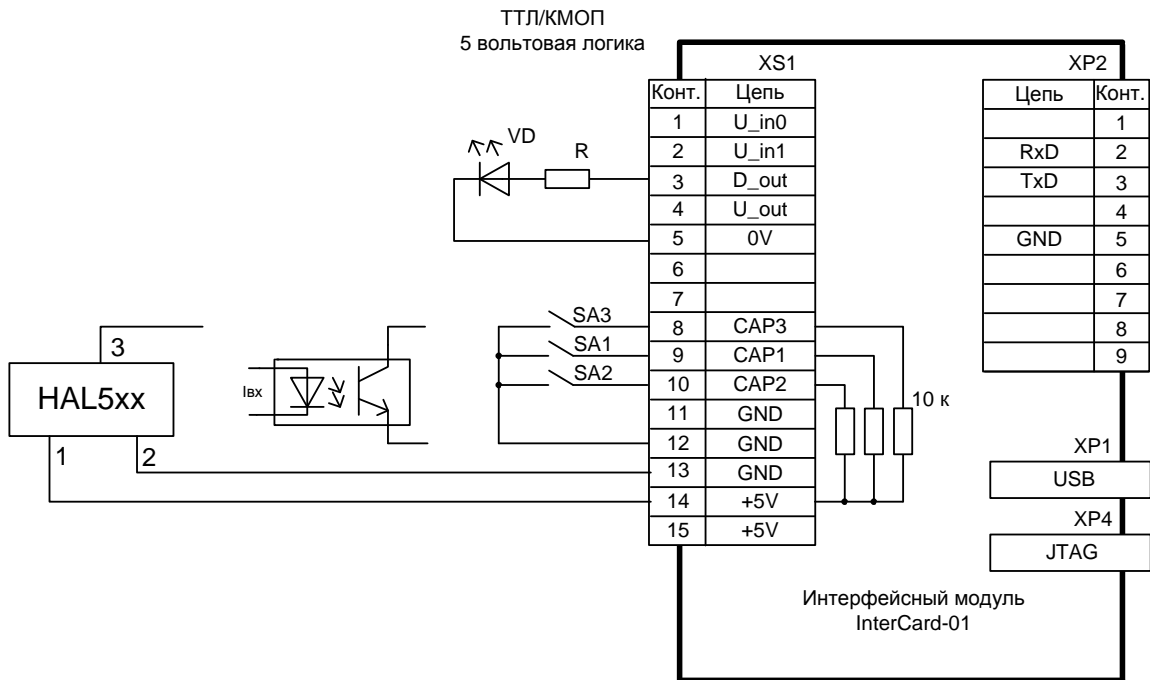 ТТЛ/КМОП
5 вольтовая логика
XS1
Конт. Цепь
1 U_in0
2 U_in1
3 D_out
4 U_out
5 0V
6
7
8 CAP3
9 CAP1
10 CAP2
11 GND
12 GND
13 GND
14 +5V
15 +5V
XP2
Цепь Конт.
1
RxD 2
TxD 3
4
GND 5
6
7
8
9
VD
R
SA3
SA1
SA2
10 к
3
HAL5xx
1
2
Iвх
XP1
USB
XP4
JTAG
Интерфейсный модуль
InterCard-01